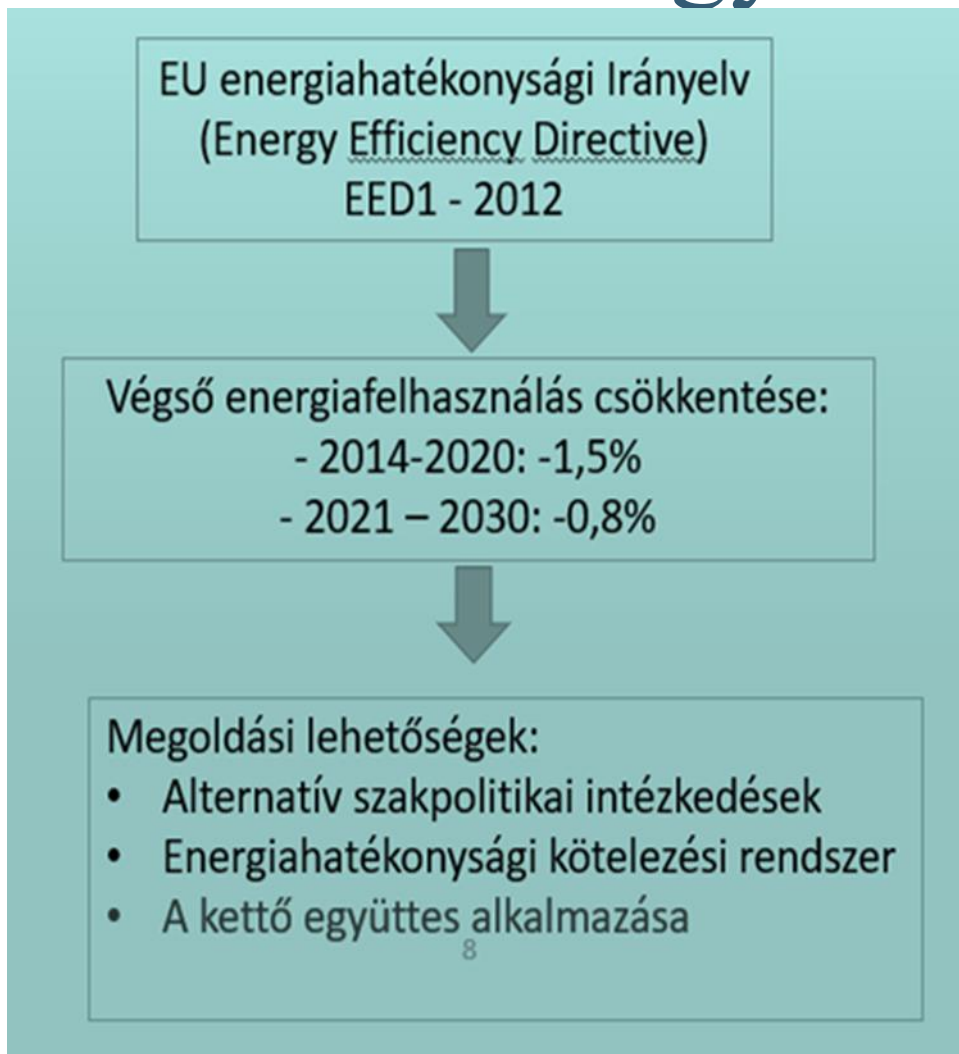 EU energiahatékonysági Irányelv
(Energy Efficiency Directive)
EED1 - 2012
Végső energiafelhasználás csökkentése:
- 2014-2020: -1,5%
- 2021 – 2030: -0,8%
Megoldási lehetőségek:
• Alternatív szakpolitikai intézkedések
• Energiahatékonysági kötelezési rendszer
• A kettő együttes alkalmazása
8